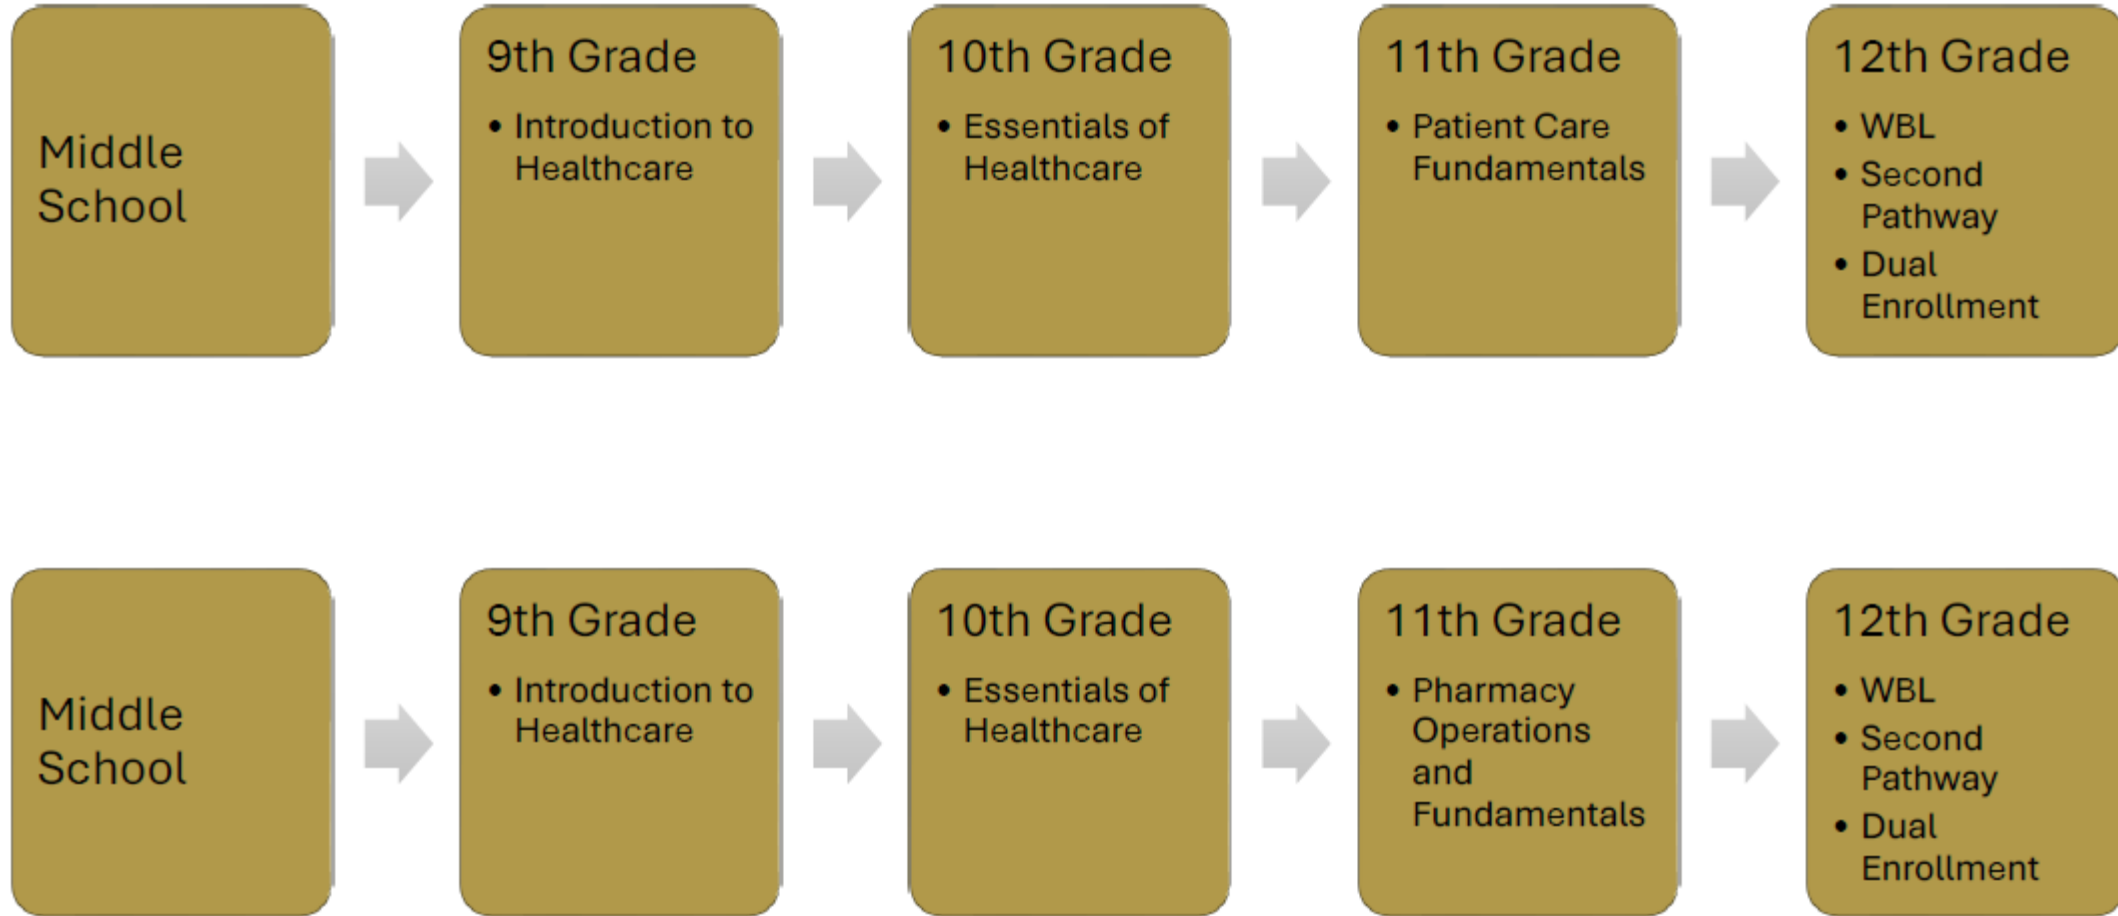 Middle
School
9th Grade
• Introduction to
Healthcare
10th Grade
• Essentials of
Healthcare
11th Grade
• Patient Care
Fundamentals
12th Grade
• WBL
• Second
Pathway
• Dual
Enrollment
Middle
School
9th Grade
• Introduction to
Healthcare
10th Grade
• Essentials of
Healthcare
11th Grade
• Pharmacy
Operations
and
Fundamentals
12th Grade
• WBL
• Second
Pathway
• Dual
Enrollment